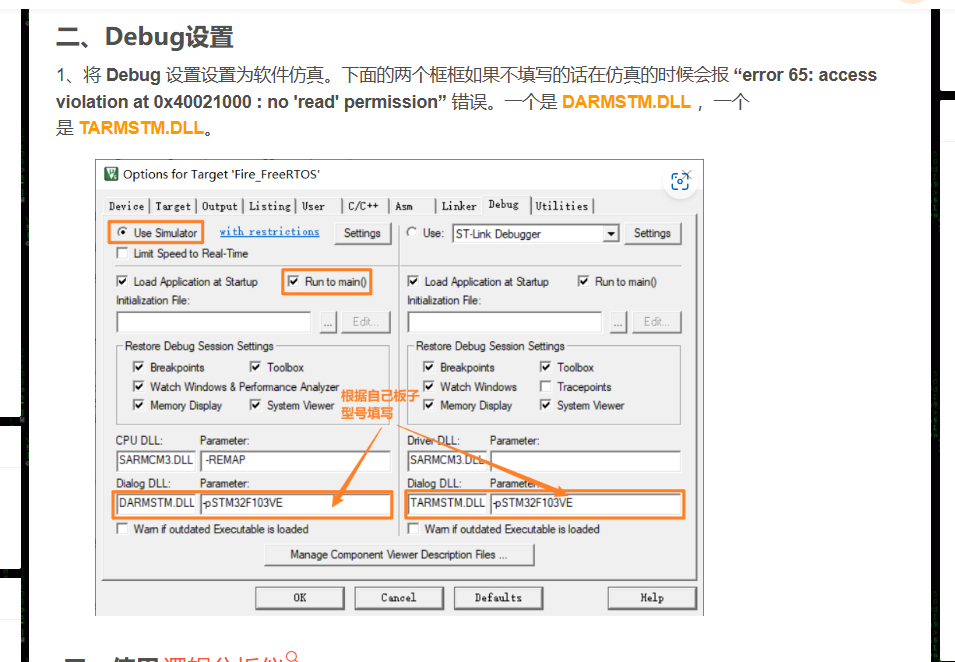 二、Debug设置
1、将 Debug 设置设置为软件仿真。下面的两个框框如果不填写的话在仿真的时候会报 “error 65: access
violation at 0x40021000 : no 'read' permission” 错误。一个是 DARMSTM.DLL ，一个
是 TARMSTM.DLL。
Options for Target 'Fire_FreeRTOS'
Device Target Output Listing User C/C++ Asm Linker Debug Utilities
Use Simulator with restrictions Settings Use: ST-Link Debugger Settings
Limit Speed to Real-Time
Load Application at Startup Run to main() Load Application at Startup Run to main()
Initialization File: Initialization File:
... Edit... ... Edit...
Restore Debug Session Settings Restore Debug Session Settings
Breakpoints Toolbox Breakpoints Toolbox
Watch Windows & Performance Analyzer Watch Windows Tracepoints
Memory Display System Viewer Memory Display System Viewer
根据自己板子
型号填写
CPU DLL: Parameter: Driver DLL: Parameter:
SARMCM3.DLL -REMAP SARMCM3.DLL
Dialog DLL: Parameter: Dialog DLL: Parameter:
DARMSTM.DLL -pSTM32F103VE TARMSTM.DLL -pSTM32F103VE
Warn if outdated Executable is loaded Warn if outdated Executable is loaded
Manage Component Viewer Description Files ...
OK Cancel Defaults Help
三、使用逻辑分析仪